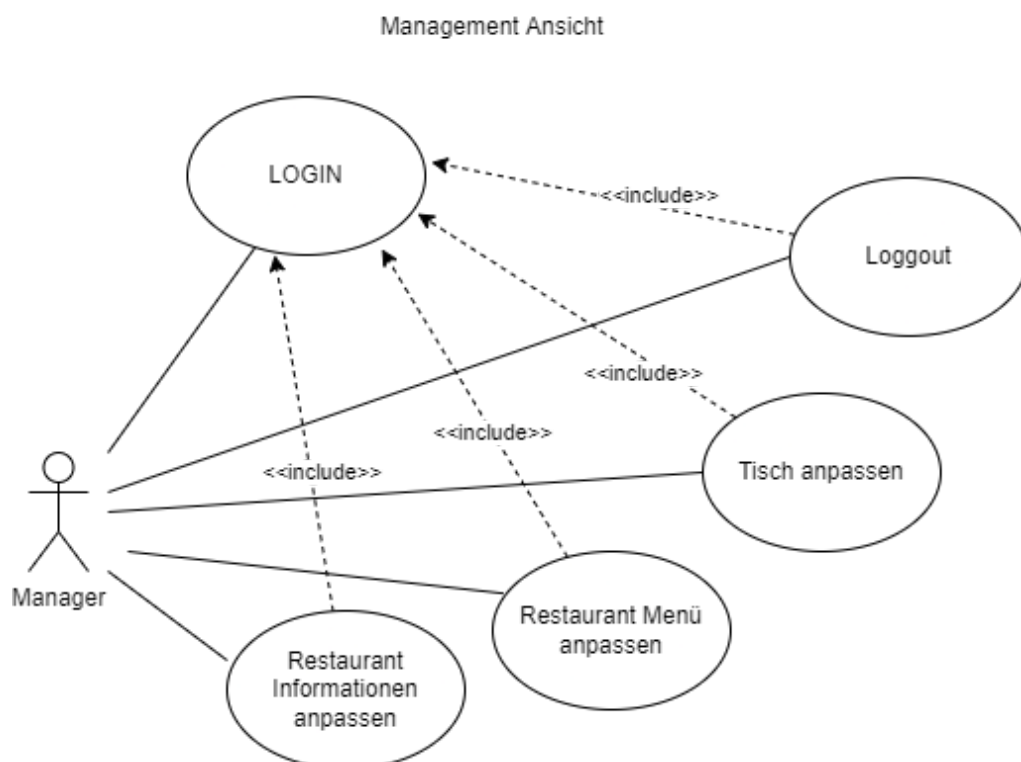 Management Ansicht
LOGIN
<<include>>
Loggout
<<include>>
<<include>>
Tisch anpassen
<<include>>
Manager
Restaurant Menü
anpassen
Restaurant
Informationen
anpassen